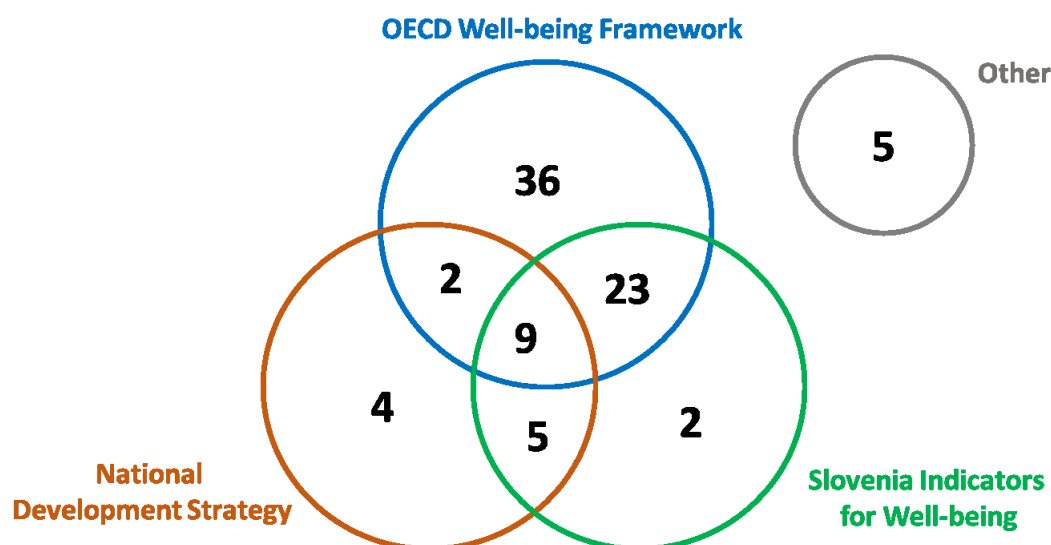 OECD Well-being Framework
Other
36
5
2
23
9
4
5
2
National
Development Strategy
Slovenia Indicators
for Well-being